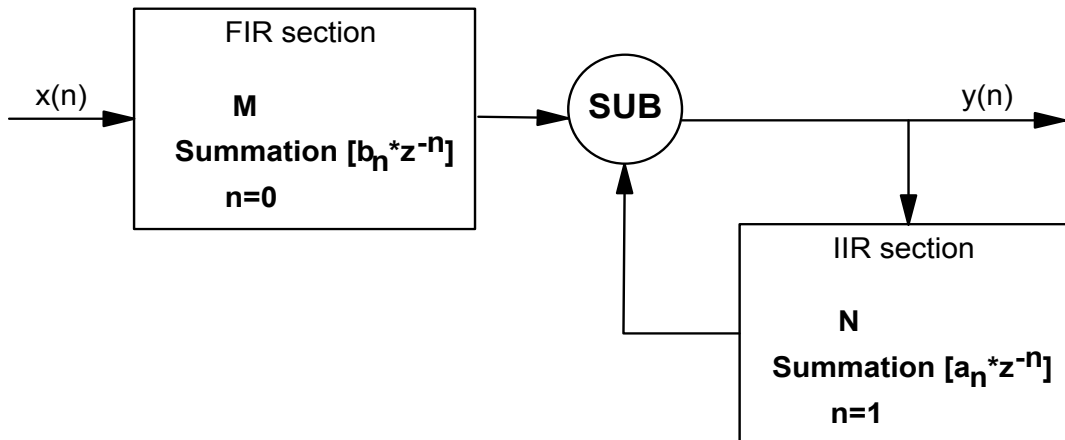 FIR section
x(n)
M
Summation [bn*z-n]
n=0
SUB
y(n)
IIR section
N
Summation [an*z-n]
n=1